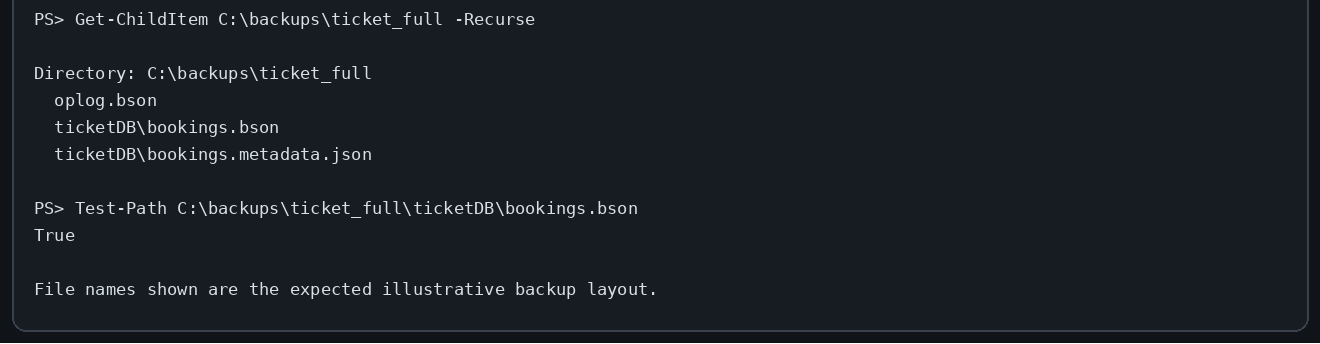 PS> Get-ChildItem C:\backups\ticket_full -Recurse
Directory: C:\backups\ticket_full
oplog.bson
ticketDB\bookings.bson
ticketDB\bookings.metadata.json
PS> Test-Path C:\backups\ticket_full\ticketDB\bookings.bson
True
File names shown are the expected illustrative backup layout.